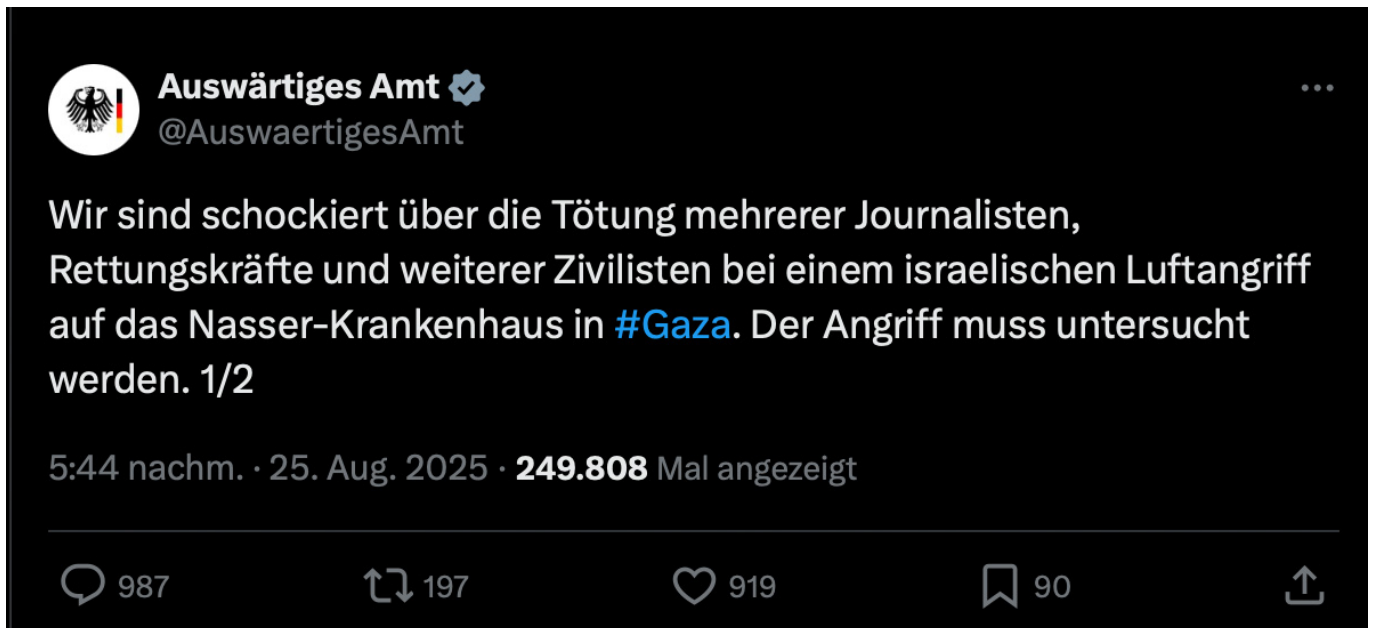 Auswärtiges Amt
@AuswaertigesAmt
Wir sind schockiert über die Tötung mehrerer Journalisten,
Rettungskräfte und weiterer Zivilisten bei einem israelischen Luftangriff
auf das Nasser-Krankenhaus in #Gaza. Der Angriff muss untersucht
werden. 1/2
5:44 nachm. · 25. Aug. 2025 · 249.808 Mal angezeigt
987 197 919 90